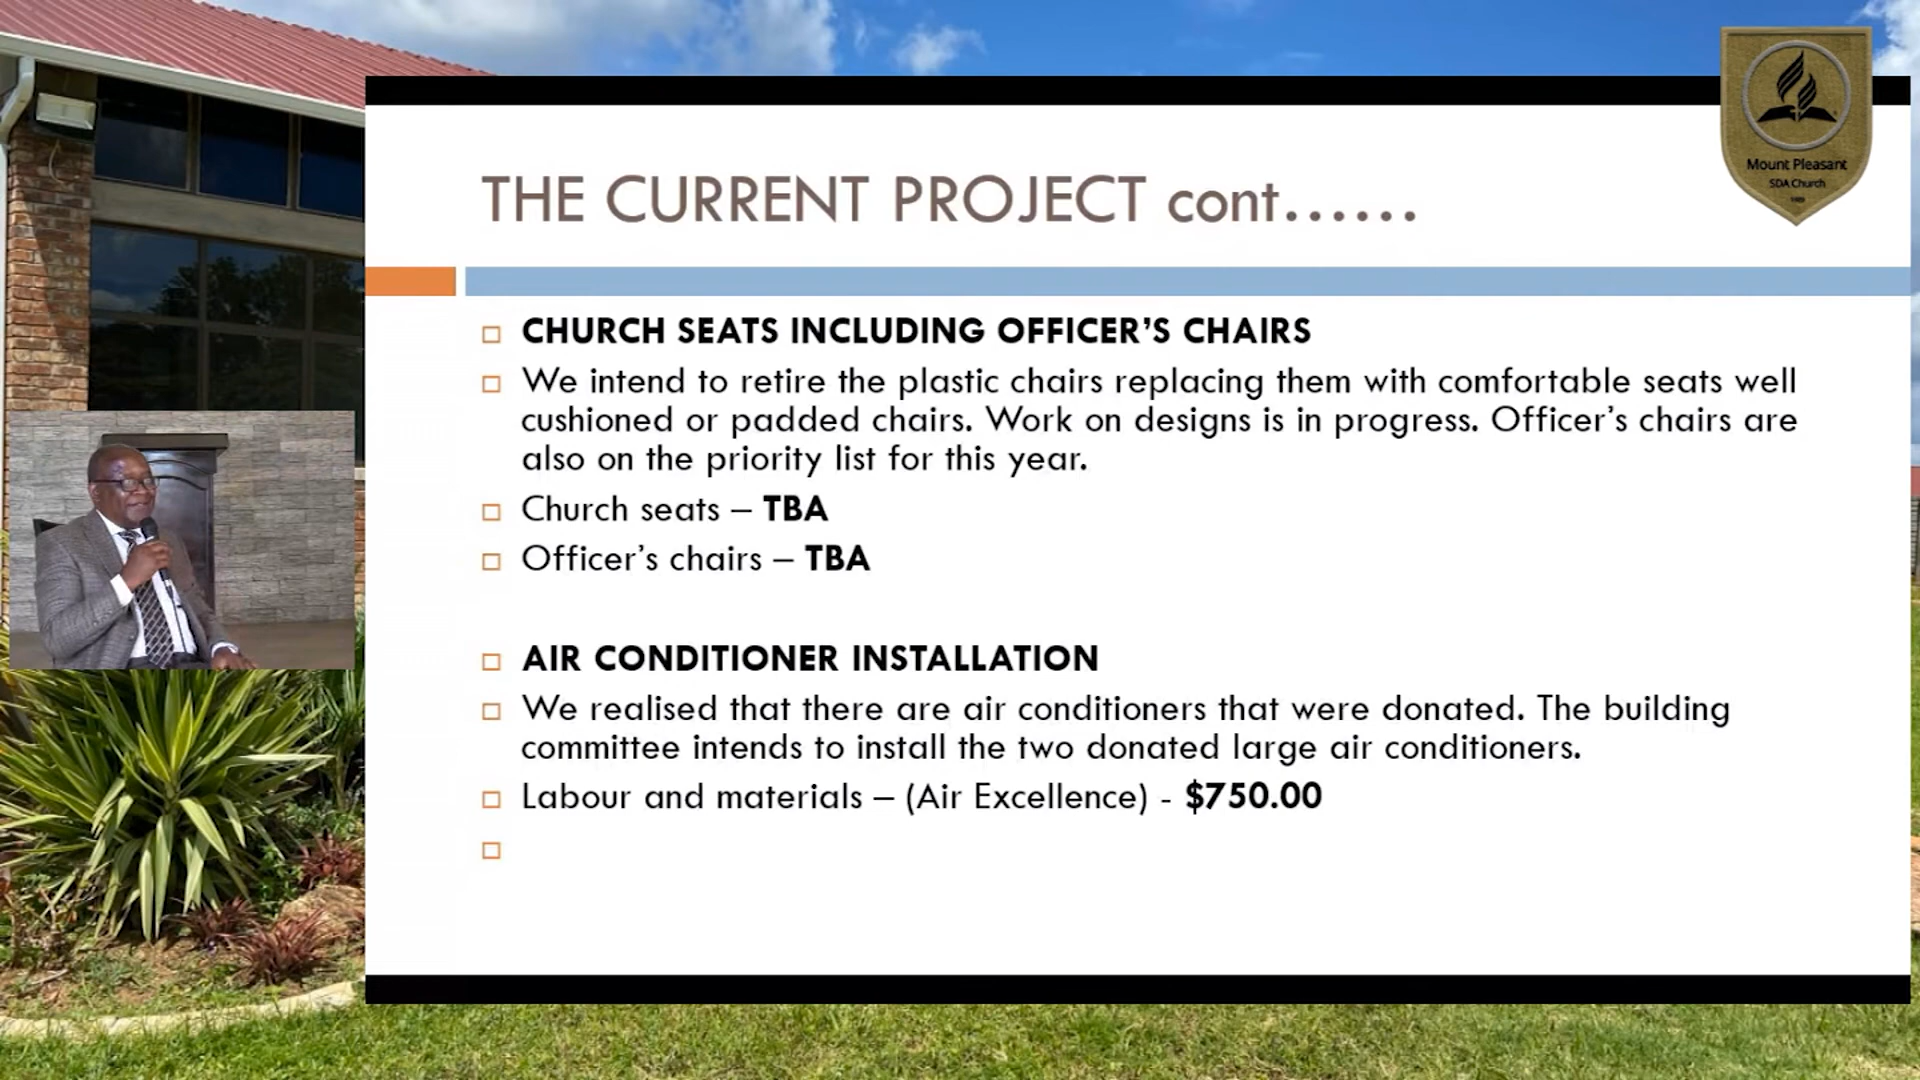 Mount Pleasant
SDA Church
THE CURRENT PROJECT cont......
CHURCH SEATS INCLUDING OFFICER’S CHAIRS
We intend to retire the plastic chairs replacing them with comfortable seats well
cushioned or padded chairs. Work on designs is in progress. Officer’s chairs are
also on the priority list for this year.
Church seats – TBA
Officer’s chairs – TBA
AIR CONDITIONER INSTALLATION
We realised that there are air conditioners that were donated. The building
committee intends to install the two donated large air conditioners.
Labour and materials – (Air Excellence) - $750.00